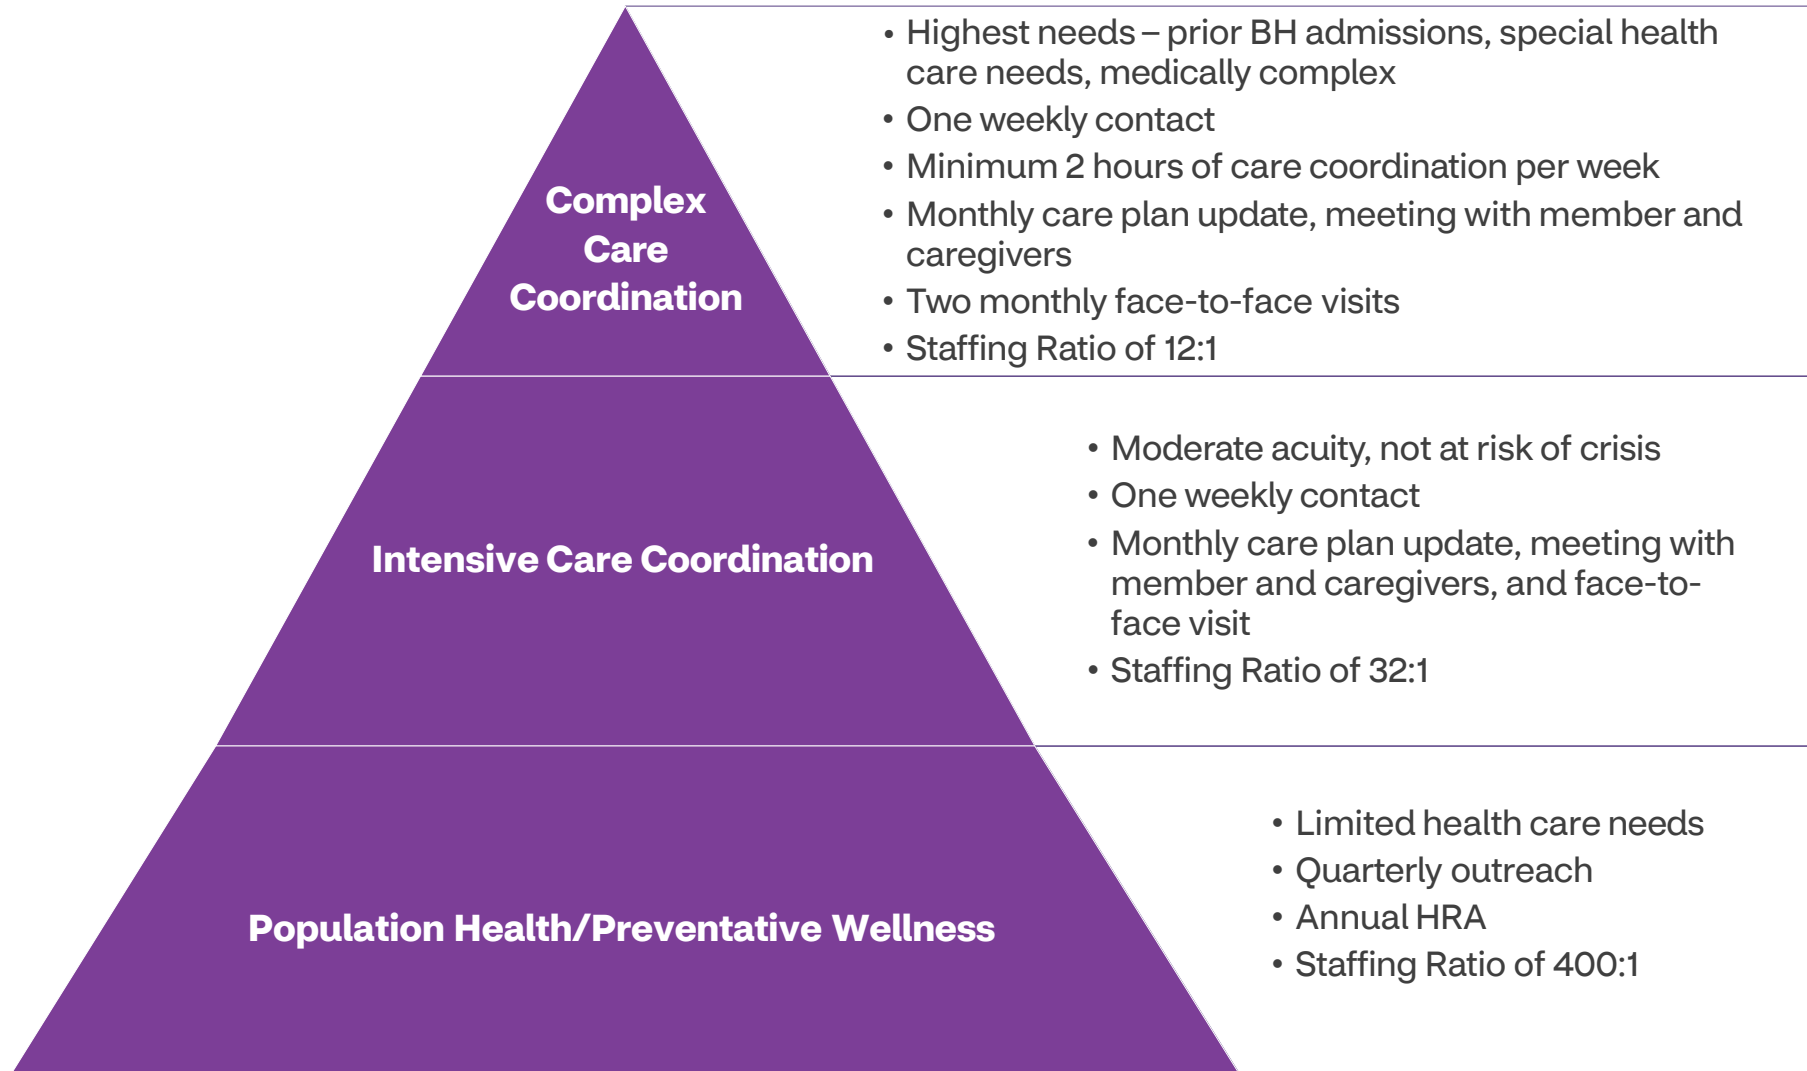 Complex
Care
Coordination
• Highest needs – prior BH admissions, special health
care needs, medically complex
• One weekly contact
• Minimum 2 hours of care coordination per week
• Monthly care plan update, meeting with member and
caregivers
• Two monthly face-to-face visits
• Staffing Ratio of 12:1
Intensive Care Coordination
• Moderate acuity, not at risk of crisis
• One weekly contact
• Monthly care plan update, meeting with
member and caregivers, and face-to-
face visit
• Staffing Ratio of 32:1
Population Health/Preventative Wellness
• Limited health care needs
• Quarterly outreach
• Annual HRA
• Staffing Ratio of 400:1